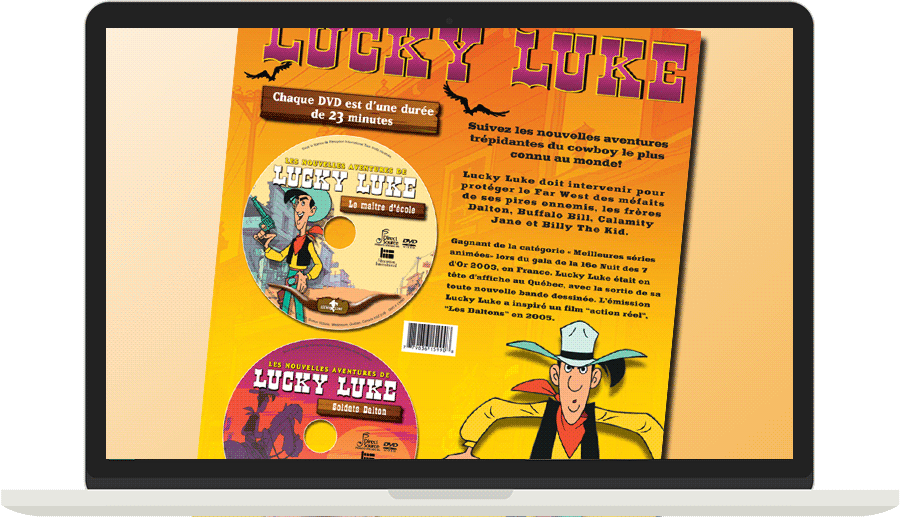 LUCKY LUKE
Chaque DVD est d'une durée
de 23 minutes
Suivez les nouvelles aventures
trépidantes du cowboy le plus
connu au monde!
Lucky Luke doit intervenir pour
protéger le Far West des méfaits
de ses pires ennemis, les frères
Dalton, Buffalo Bill, Calamity
Jane et Billy The Kid.
Gagnant de la catégorie - Meilleures séries
animées- lors du gala de la 16e Nuit des 7
d'Or 2003, en France. Lucky Luke était en
tête d'affiche au Québec, avec la sortie de sa
toute nouvelle bande dessinée. L'émission
Lucky Luke a inspiré un film "action réel",
"Les Daltons" en 2005.
LES NOUVELLES AVENTURES DE
LUCKY LUKE
Le maître d'école
Direct
Source
DVD
LES NOUVELLES AVENTURES DE
LUCKY LUKE
Soldats Dalton
Direct
Source
DVD